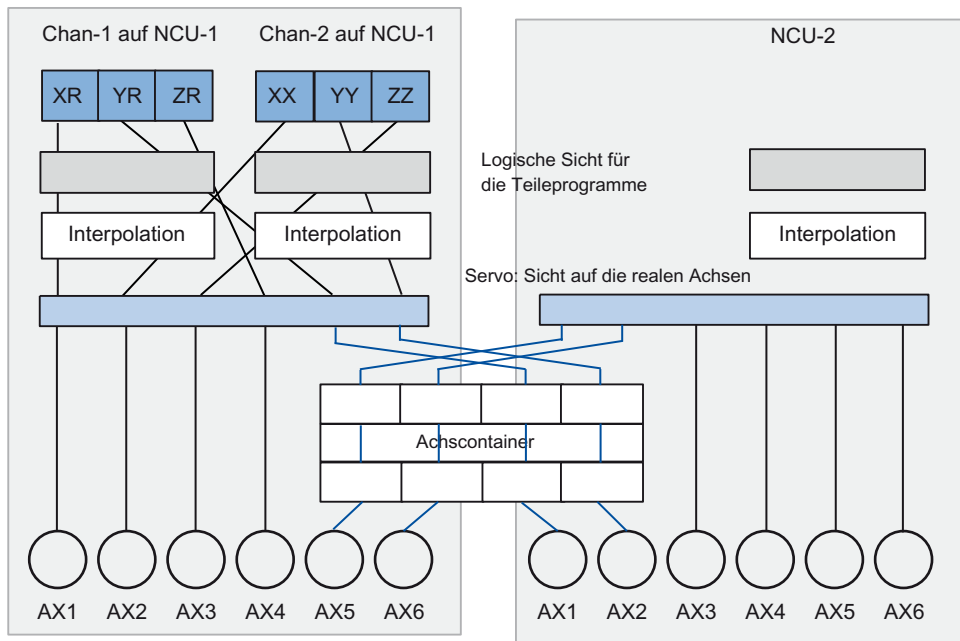 Chan-1 auf NCU-1
Chan-2 auf NCU-1
NCU-2
XR YR ZR
XX YY ZZ
Logische Sicht für
die Teileprogramme
Interpolation
Interpolation
Interpolation
Servo: Sicht auf die realen Achsen
Achscontainer
AX1 AX2 AX3 AX4 AX5 AX6
AX1 AX2 AX3 AX4 AX5 AX6